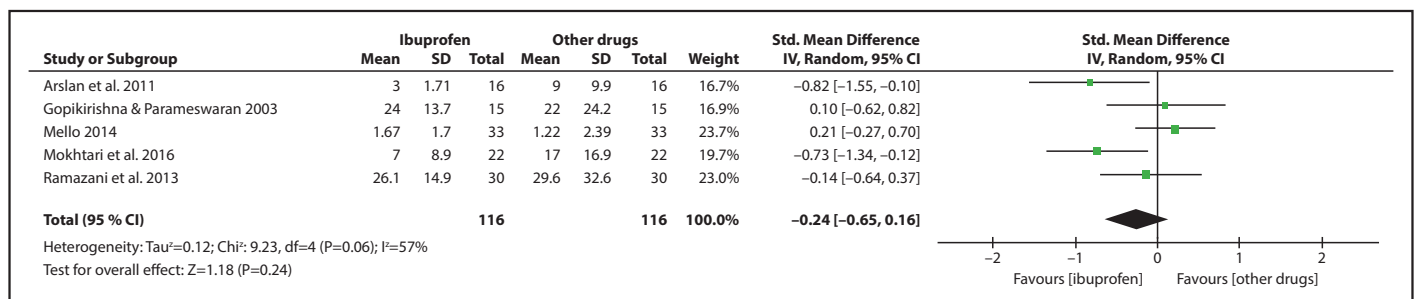 Ibuprofen Other drugs Std. Mean Difference Std. Mean Difference
Study or Subgroup Mean SD Total Mean SD Total Weight IV, Random, 95% CI IV, Random, 95% CI
Arslan et al. 2011 3 1.71 16 9 9.9 16 16.7% −0.82 [−1.55, −0.10]
Gopikirishna & Parameswaran 2003 24 13.7 15 22 24.2 15 16.9% 0.10 [−0.62, 0.82]
Mello 2014 1.67 1.7 33 1.22 2.39 33 23.7% 0.21 [−0.27, 0.70]
Mokhtari et al. 2016 7 8.9 22 17 16.9 22 19.7% −0.73 [−1.34, −0.12]
Ramazani et al. 2013 26.1 14.9 30 29.6 32.6 30 23.0% −0.14 [−0.64, 0.37]
Total (95 % CI) 116 116 100.0% −0.24 [−0.65, 0.16]
Heterogeneity: Tauᶻ=0.12; Chiᶻ: 9.23, df=4 (P=0.06); Iᶻ=57%
Test for overall effect: Z=1.18 (P=0.24)
−2 −1 0 1 2
Favours [ibuprofen] Favours [other drugs]